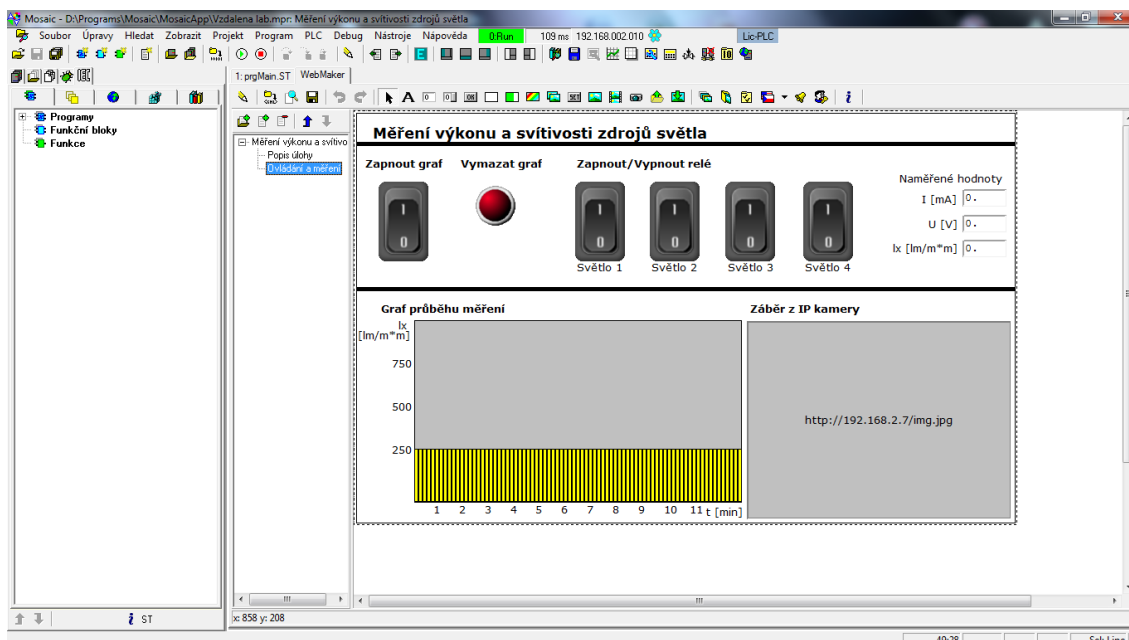 Mosaic - D:\Programs\Mosaic\MosaicApp\Vzdalena lab.mpr: Měření výkonu a svítivosti zdrojů světla
Soubor Úpravy Hledat Zobrazit Projekt Program PLC Debug Nástroje Nápověda 0:Run 109 ms 192.168.002.010 Lic-PLC
1: prgMain.ST WebMaker
Programy
Funkční bloky
Funkce
Měření výkonu a svítivo
Popis úlohy
Ovládání a měření
Měření výkonu a svítivosti zdrojů světla
Zapnout graf Vymazat graf Zapnout/Vypnout relé
Naměřené hodnoty
I [mA] 0.
U [V] 0.
lx [lm/m*m] 0.
Světlo 1 Světlo 2 Světlo 3 Světlo 4
Graf průběhu měření
Záběr z IP kamery
lx
[lm/m*m]
750
500
250
1 2 3 4 5 6 7 8 9 10 11 t [min]
http://192.168.2.7/img.jpg
i ST
x: 858 y: 208